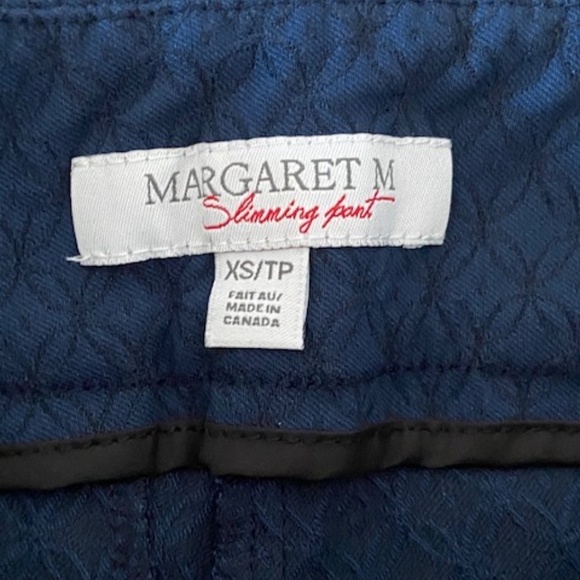 MARGARET M
Slimming pant
XS/TP
FAIT AU/
MADE IN
CANADA